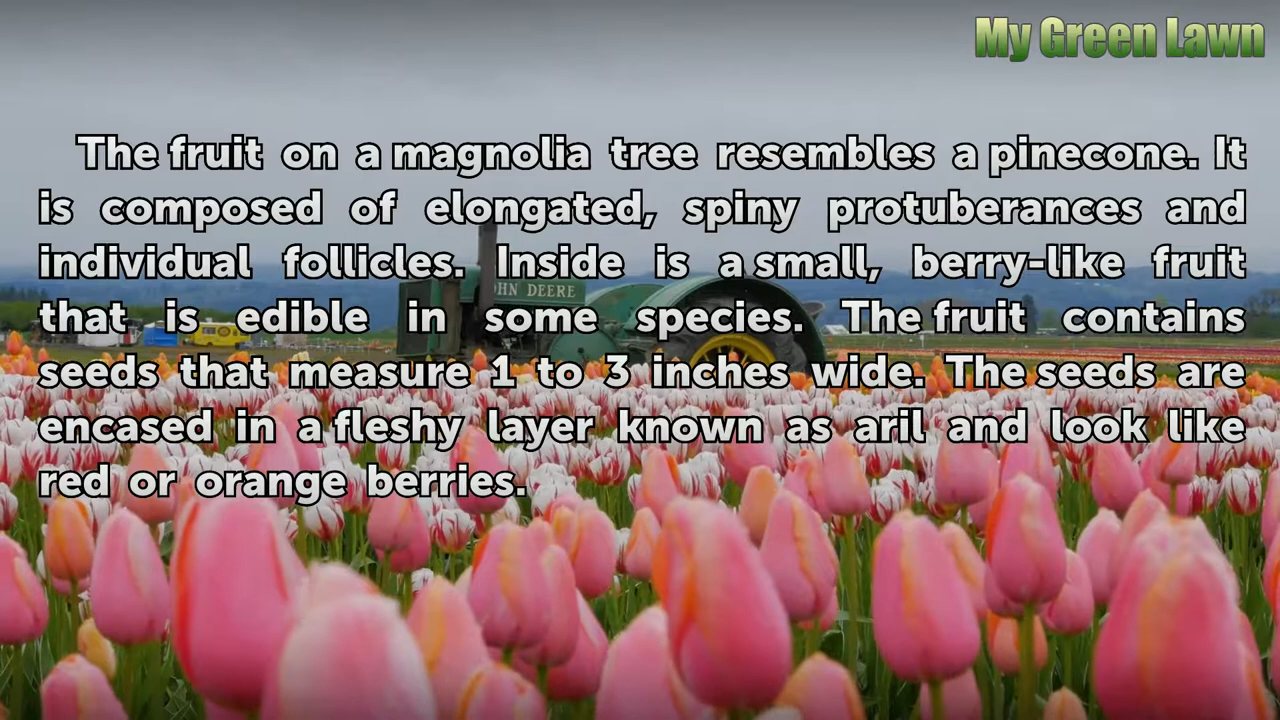 My Green Lawn
The fruit on a magnolia tree resembles a pinecone. It
is composed of elongated, spiny protuberances and
individual follicles. Inside is a small, berry-like fruit
that is edible in some species. The fruit contains
seeds that measure 1 to 3 inches wide. The seeds are
encased in a fleshy layer known as aril and look like
red or orange berries.
OHN DEERE